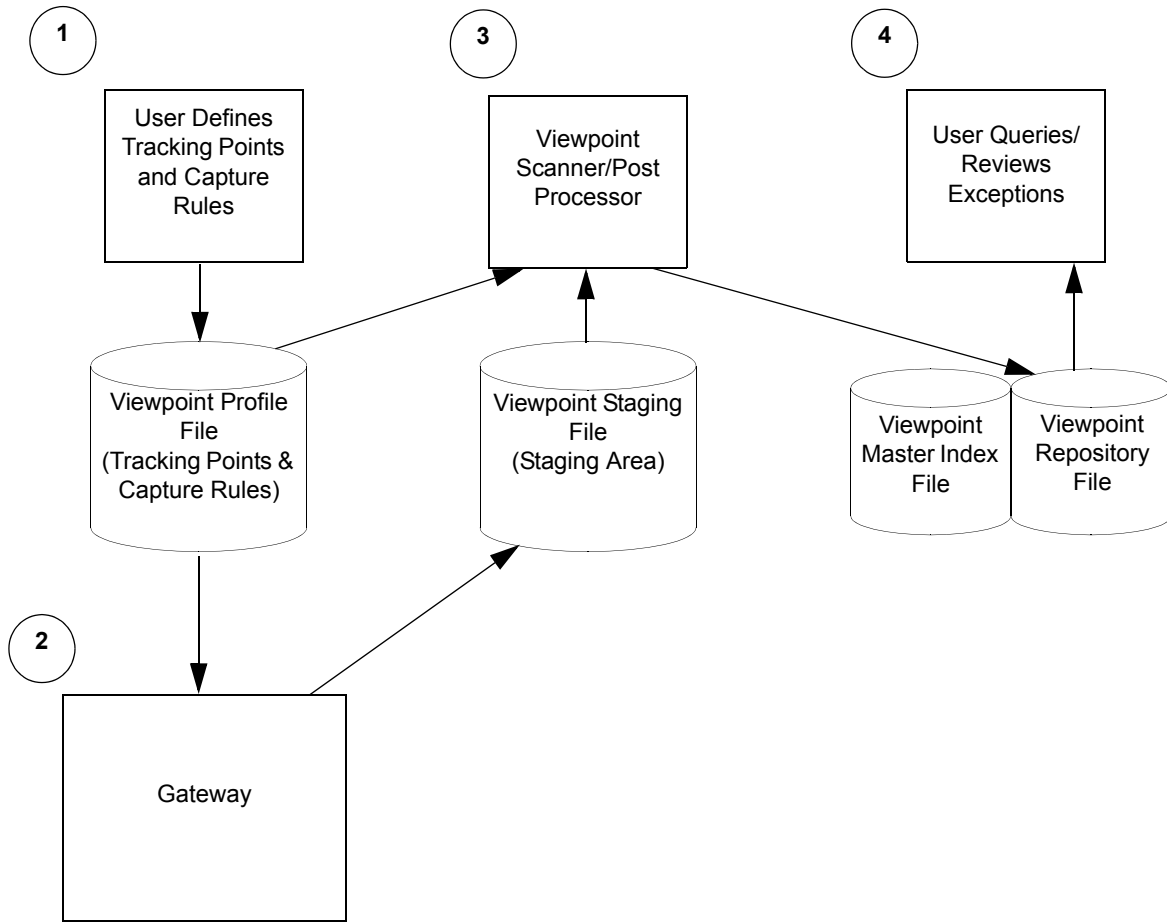 1
User Defines
Tracking Points
and Capture
Rules
Viewpoint Profile
File
(Tracking Points &
Capture Rules)
2
Gateway
3
Viewpoint
Scanner/Post
Processor
Viewpoint Staging
File
(Staging Area)
4
User Queries/
Reviews
Exceptions
Viewpoint
Master Index
File
Viewpoint
Repository
File